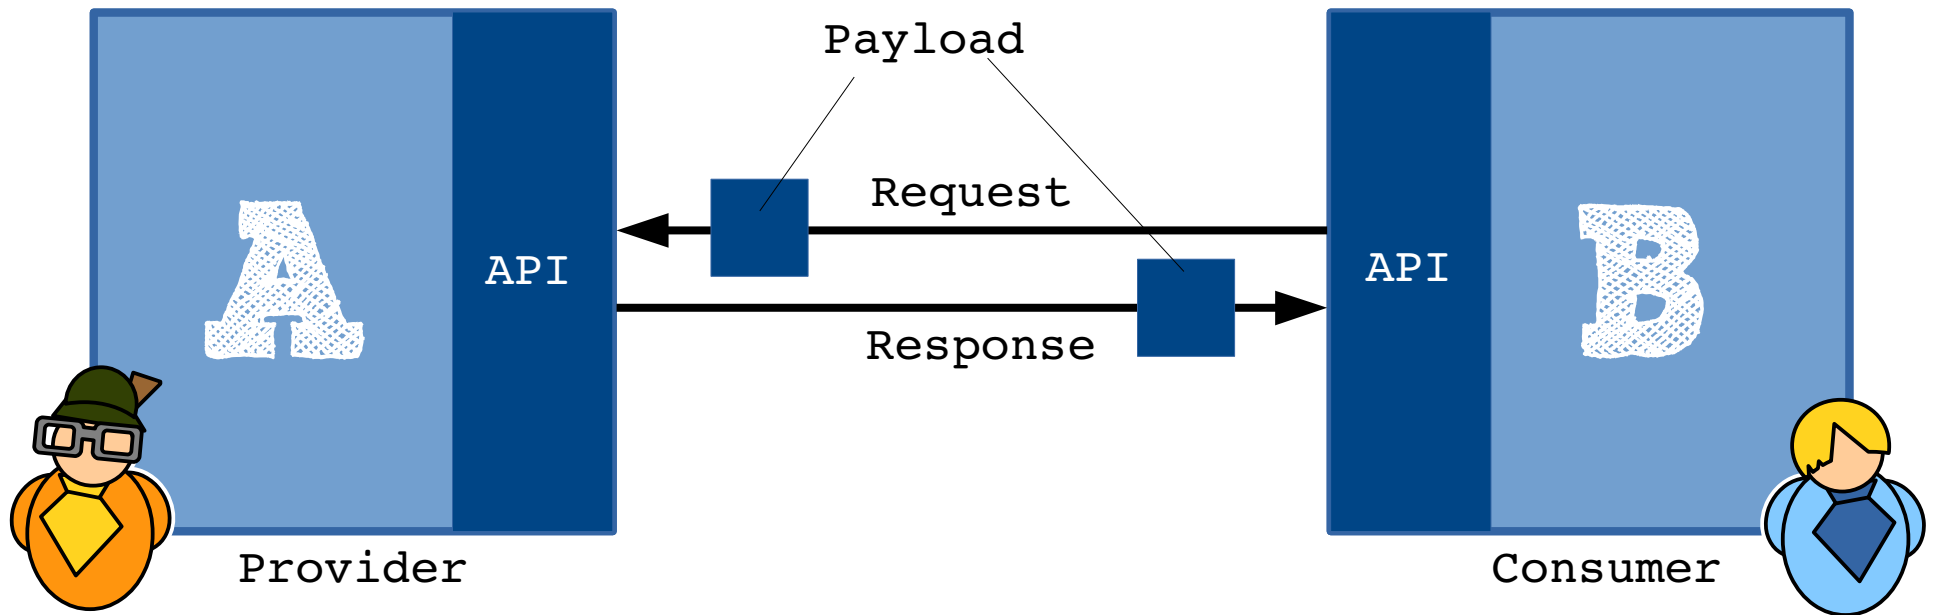 Payload
Request
A
API
API
B
Response
Provider
Consumer